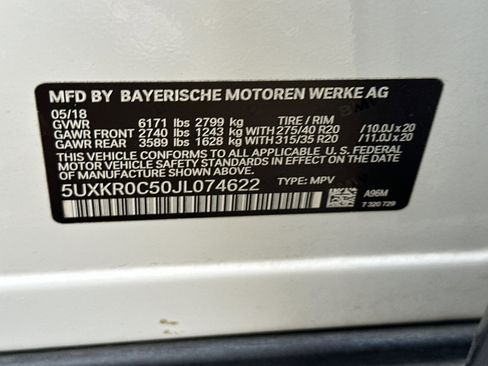 MFD BY BAYERISCHE MOTOREN WERKE AG
05/18
GVWR 6171 lbs 2799 kg TIRE / RIM
GAWR FRONT 2740 lbs 1243 kg WITH 275/40 R20 /10.0J x 20
GAWR REAR 3589 lbs 1628 kg WITH 315/35 R20 /11.0J x 20
THIS VEHICLE CONFORMS TO ALL APPLICABLE U. S. FEDERAL
MOTOR VEHICLE SAFETY STANDARDS IN EFFECT ON THE
DATE OF MANUFACTURE SHOWN ABOVE.
5UXKR0C50JL074622 TYPE: MPV
A96M
7 320 729